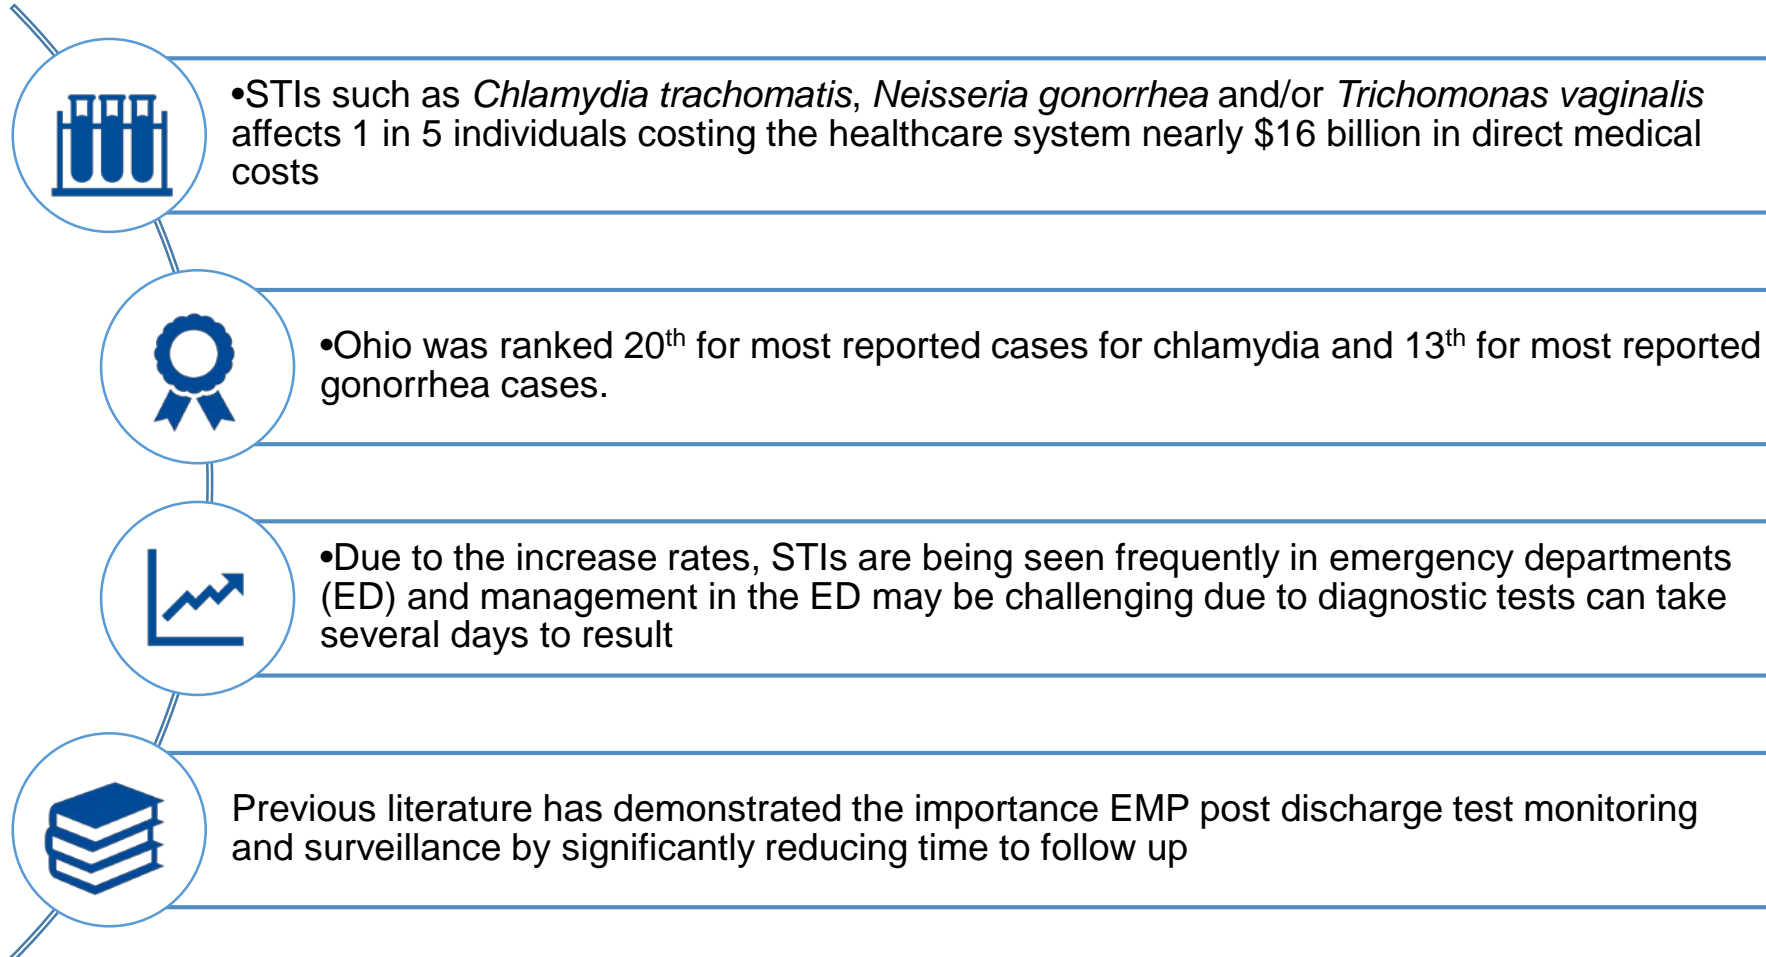 •STIs such as Chlamydia trachomatis, Neisseria gonorrhea and/or Trichomonas vaginalis
affects 1 in 5 individuals costing the healthcare system nearly $16 billion in direct medical
costs
•Ohio was ranked 20th for most reported cases for chlamydia and 13th for most reported
gonorrhea cases.
•Due to the increase rates, STIs are being seen frequently in emergency departments
(ED) and management in the ED may be challenging due to diagnostic tests can take
several days to result
Previous literature has demonstrated the importance EMP post discharge test monitoring
and surveillance by significantly reducing time to follow up